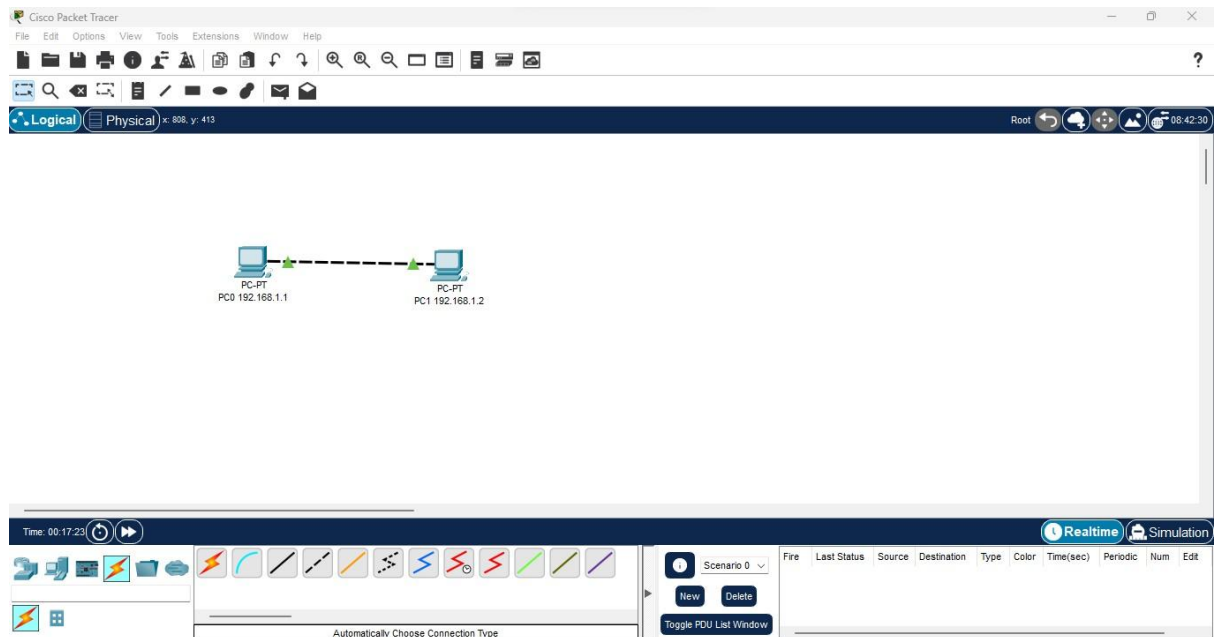 Cisco Packet Tracer
File Edit Options View Tools Extensions Window Help
?
Logical Physical x: 808, y: 413 Root 08:42:30
PC-PT
PC0 192.168.1.1
PC-PT
PC1 192.168.1.2
Time: 00:17:23 Realtime Simulation
Scenario 0
New Delete
Toggle PDU List Window
Fire Last Status Source Destination Type Color Time(sec) Periodic Num Edit
Automatically Choose Connection Type